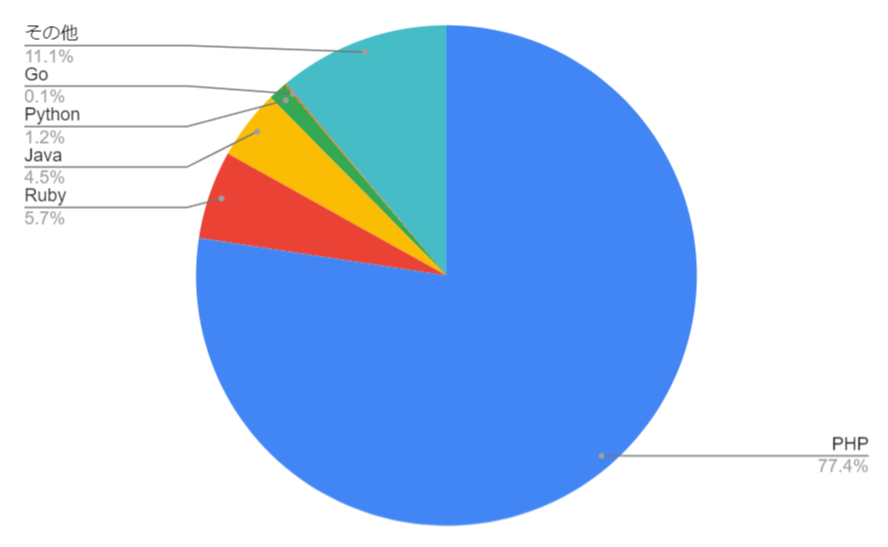 その他
11.1%
Go
0.1%
Python
1.2%
Java
4.5%
Ruby
5.7%
PHP
77.4%